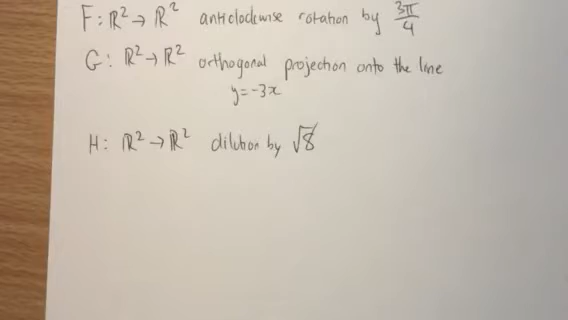 F: ℝ² → ℝ² anticlockwise rotation by 3π/4
G: ℝ² → ℝ² orthogonal projection onto the line
y = -3x
H: ℝ² → ℝ² dilution by √8